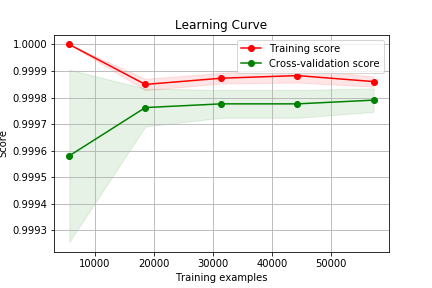 Learning Curve
Training score
Cross-validation score
1.0000
0.9999
0.9998
0.9997
0.9996
0.9995
0.9994
0.9993
Score
10000 20000 30000 40000 50000
Training examples